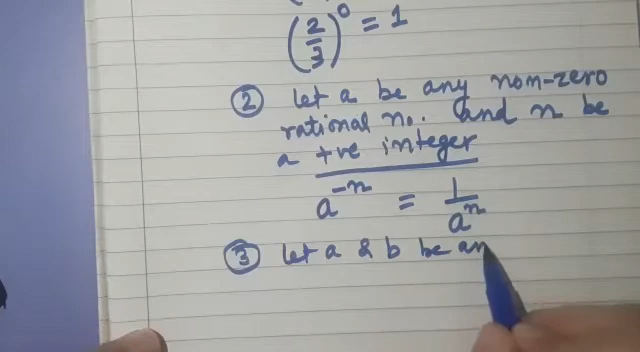 (2/3)⁰ = 1
② let a be any non-zero
rational no. and n be
a +ve integer
a⁻ⁿ = 1/aⁿ
③ let a & b be an